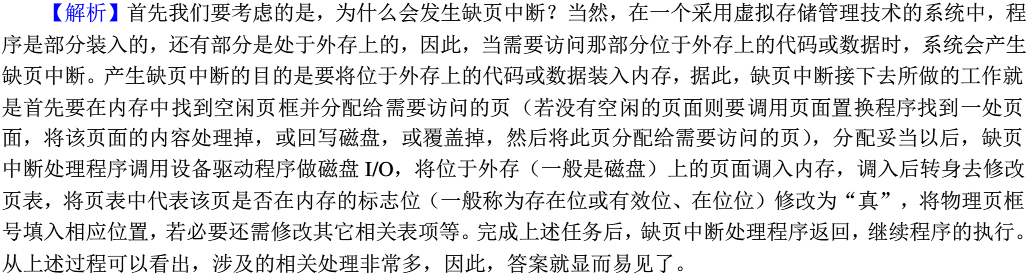 【解析】首先我们要考虑的是，为什么会发生缺页中断？当然，在一个采用虚拟存储管理技术的系统中，程
序是部分装入的，还有部分是处于外存上的，因此，当需要访问那部分位于外存上的代码或数据时，系统会产生
缺页中断。产生缺页中断的目的是要将位于外存上的代码或数据装入内存，据此，缺页中断接下去所做的工作就
是首先要在内存中找到空闲页框并分配给需要访问的页（若没有空闲的页面则要调用页面置换程序找到一处页
面，将该页面的内容处理掉，或回写磁盘，或覆盖掉，然后将此页分配给需要访问的页），分配妥当以后，缺页
中断处理程序调用设备驱动程序做磁盘 I/O，将位于外存（一般是磁盘）上的页面调入内存，调入后转身去修改
页表，将页表中代表该页是否在内存的标志位（一般称为存在位或有效位、在位位）修改为“真”，将物理页框
号填入相应位置，若必要还需修改其它相关表项等。完成上述任务后，缺页中断处理程序返回，继续程序的执行。
从上述过程可以看出，涉及的相关处理非常多，因此，答案就显而易见了。